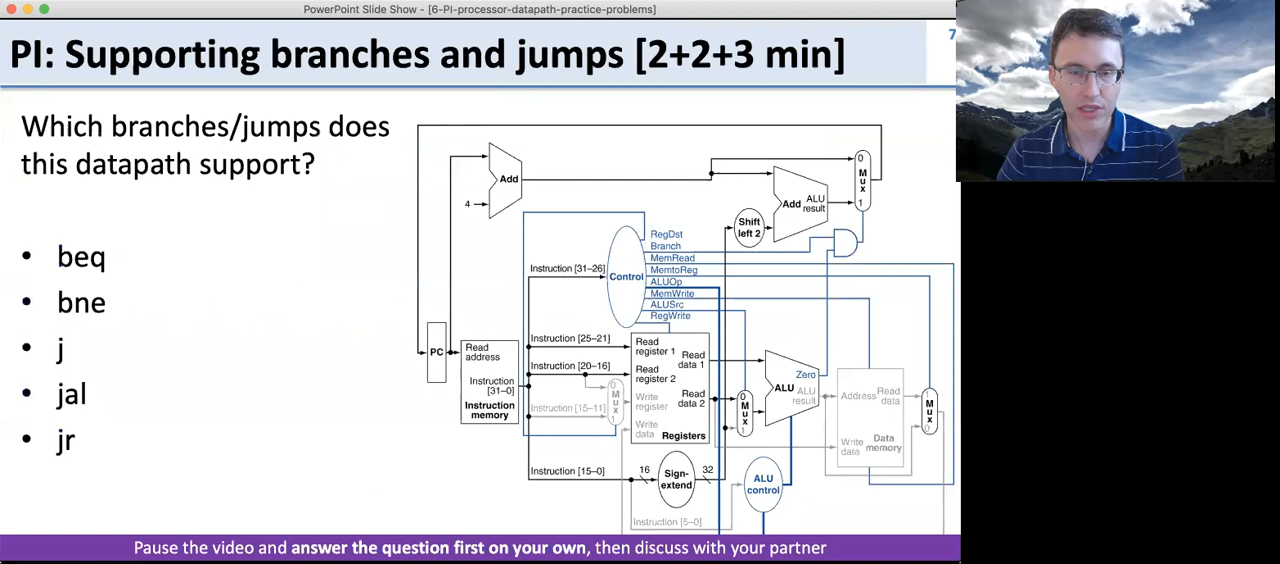 PowerPoint Slide Show - [6-PI-processor-datapath-practice-problems]
PI: Supporting branches and jumps [2+2+3 min]
7
Which branches/jumps does
this datapath support?
• beq
• bne
• j
• jal
• jr
Add
4
Shift
left 2
Add
ALU
result
0
M
u
x
1
Instruction [31–26]
Control
RegDst
Branch
MemRead
MemtoReg
ALUOp
MemWrite
ALUSrc
RegWrite
PC
Read
address
Instruction
[31–0]
Instruction
memory
Instruction [25–21]
Instruction [20–16]
Instruction [15–11]
0
M
u
x
1
Read
register 1
Read
register 2
Write
register
Write
data
Read
data 1
Read
data 2
Registers
0
M
u
x
1
Zero
ALU
ALU
result
Address
Read
data
Write
data
Data
memory
1
M
u
x
0
Instruction [15–0]
16
Sign-
extend
32
ALU
control
Instruction [5–0]
Pause the video and answer the question first on your own, then discuss with your partner